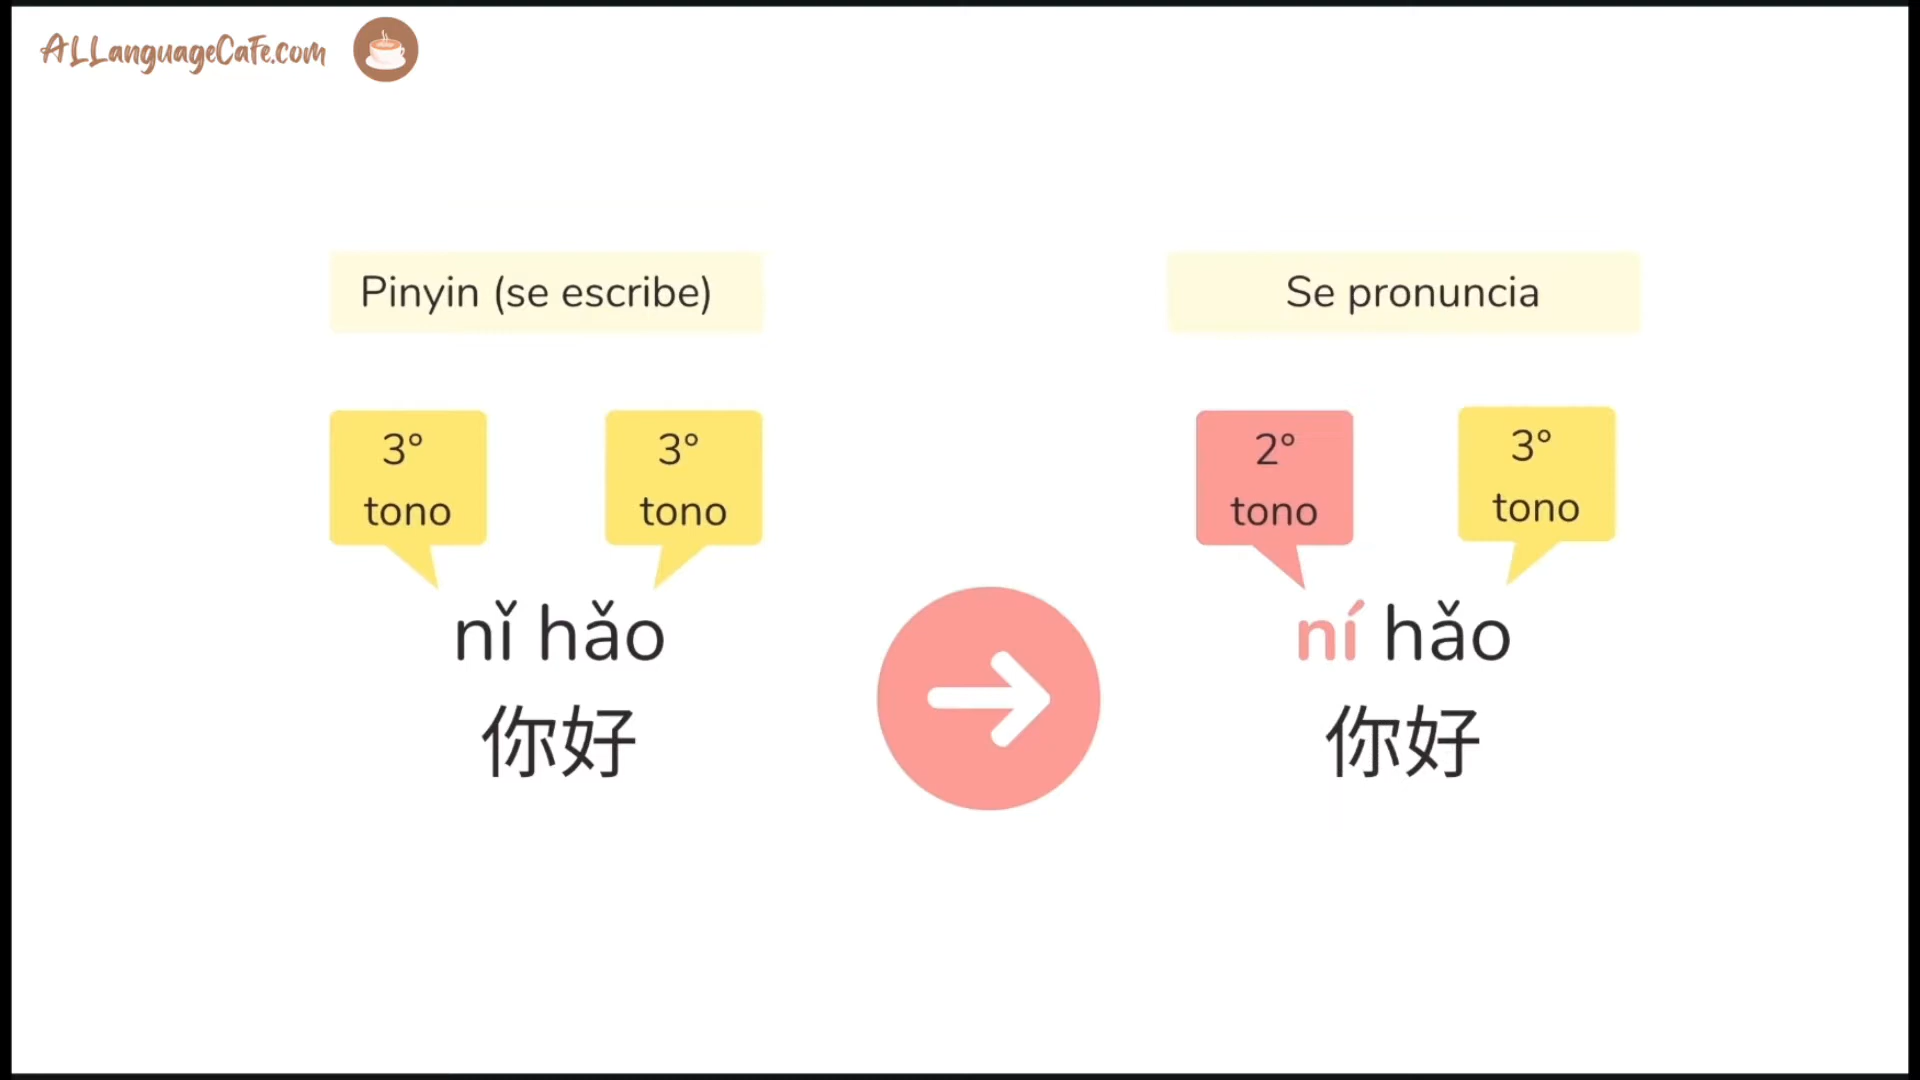 ALLanguageCafe.com
Pinyin (se escribe)
Se pronuncia
3°
tono
3°
tono
2°
tono
3°
tono
nǐ hǎo
ní hǎo
你好
你好